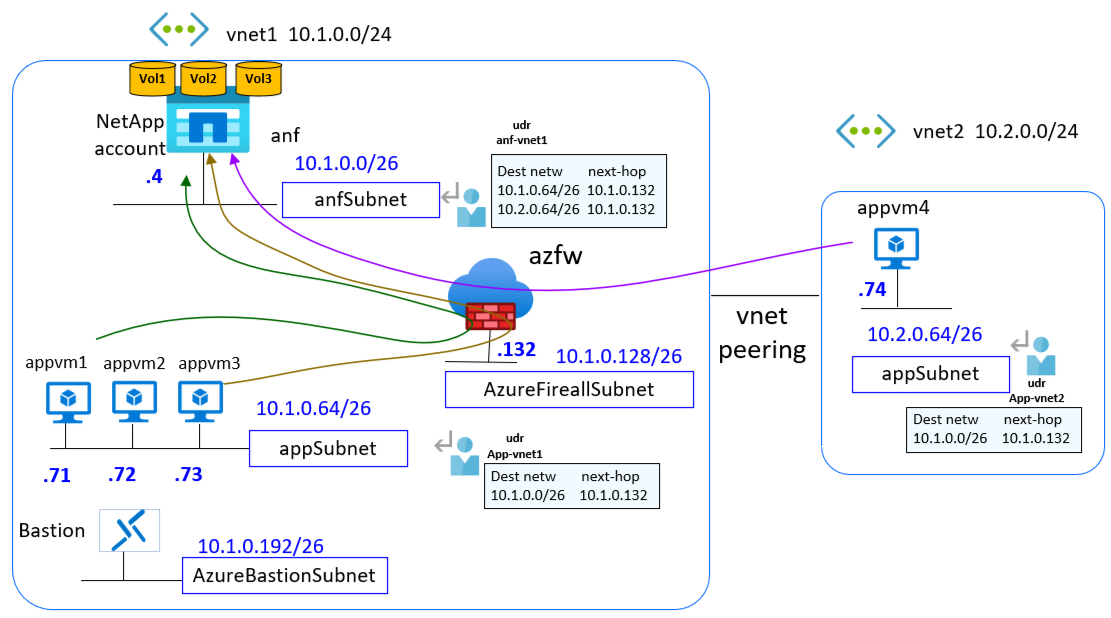 vnet1 10.1.0.0/24
Vol1
Vol2
Vol3
NetApp
account
anf
.4
10.1.0.0/26
anfSubnet
udr
anf-vnet1
Dest netw next-hop
10.1.0.64/26 10.1.0.132
10.2.0.64/26 10.1.0.132
vnet2 10.2.0.0/24
appvm4
.74
10.2.0.64/26
appSubnet
udr
App-vnet2
Dest netw next-hop
10.1.0.0/26 10.1.0.132
azfw
.132
10.1.0.128/26
AzureFireallSubnet
vnet
peering
appvm1
appvm2
appvm3
.71
.72
.73
10.1.0.64/26
appSubnet
udr
App-vnet1
Dest netw next-hop
10.1.0.0/26 10.1.0.132
Bastion
10.1.0.192/26
AzureBastionSubnet